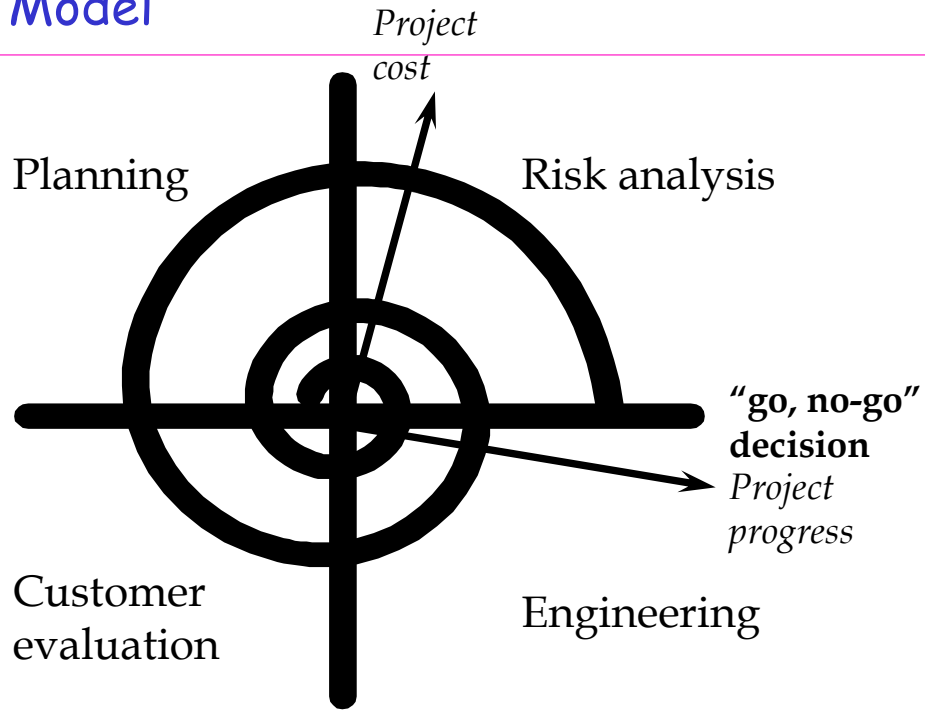 Model
Project
cost
Planning
Risk analysis
“go, no-go”
decision
Project
progress
Customer
evaluation
Engineering